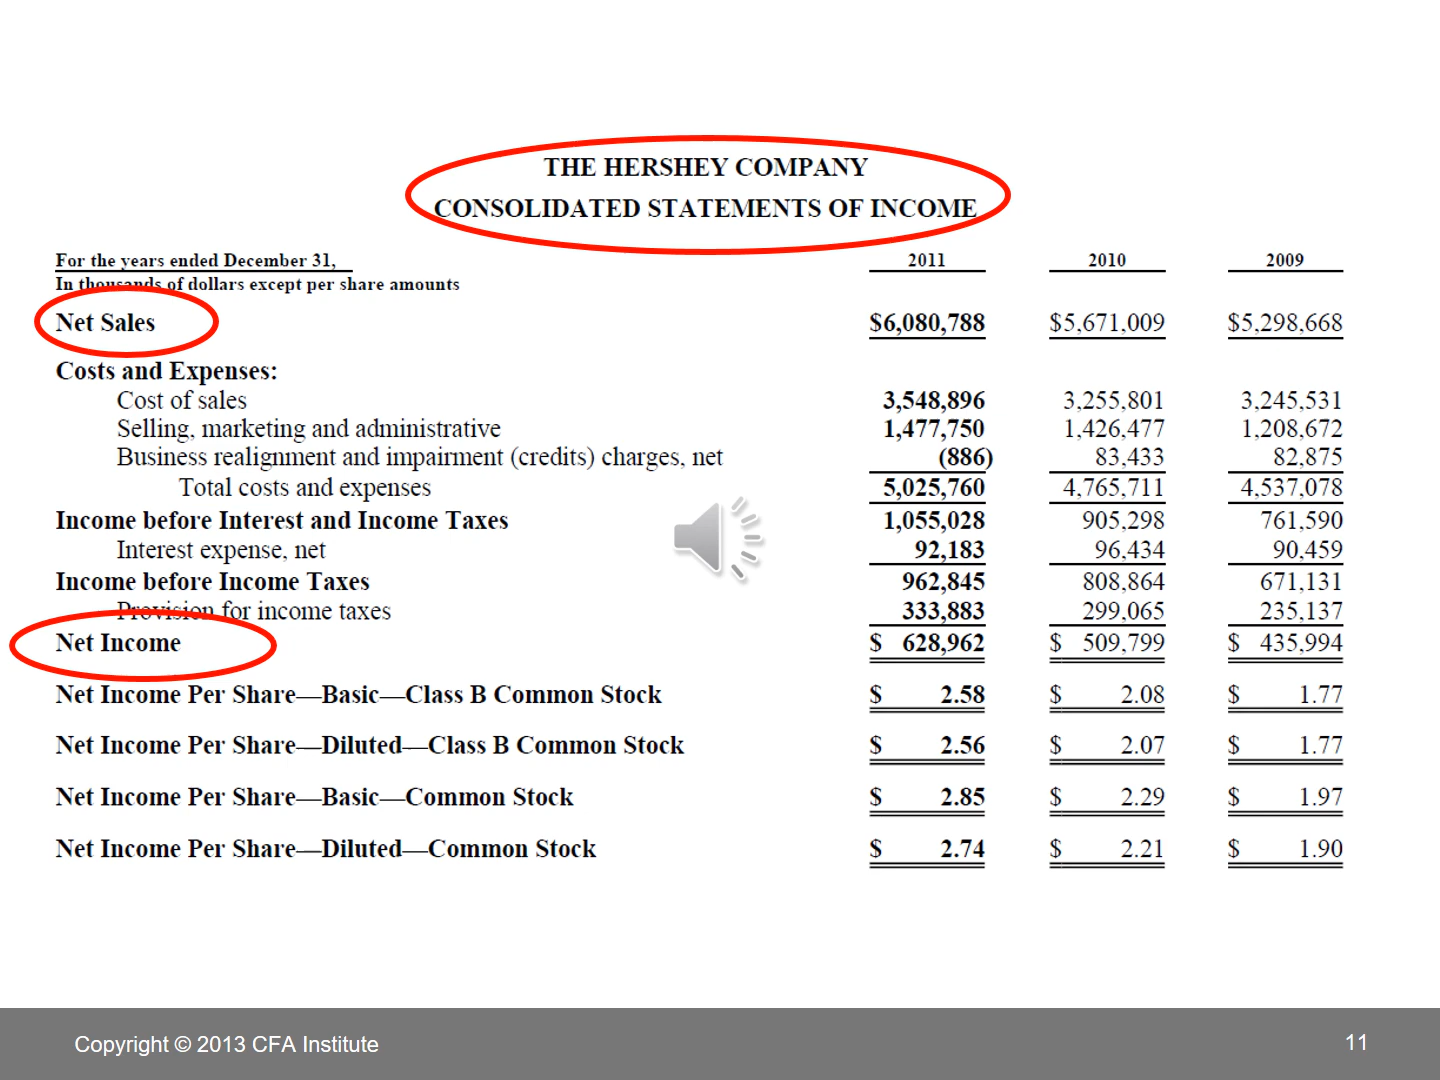 THE HERSHEY COMPANY
CONSOLIDATED STATEMENTS OF INCOME
For the years ended December 31, 2011 2010 2009
In thousands of dollars except per share amounts
Net Sales $6,080,788 $5,671,009 $5,298,668
Costs and Expenses:
Cost of sales 3,548,896 3,255,801 3,245,531
Selling, marketing and administrative 1,477,750 1,426,477 1,208,672
Business realignment and impairment (credits) charges, net (886) 83,433 82,875
Total costs and expenses 5,025,760 4,765,711 4,537,078
Income before Interest and Income Taxes 1,055,028 905,298 761,590
Interest expense, net 92,183 96,434 90,459
Income before Income Taxes 962,845 808,864 671,131
Provision for income taxes 333,883 299,065 235,137
Net Income $ 628,962 $ 509,799 $ 435,994
Net Income Per Share—Basic—Class B Common Stock $ 2.58 $ 2.08 $ 1.77
Net Income Per Share—Diluted—Class B Common Stock $ 2.56 $ 2.07 $ 1.77
Net Income Per Share—Basic—Common Stock $ 2.85 $ 2.29 $ 1.97
Net Income Per Share—Diluted—Common Stock $ 2.74 $ 2.21 $ 1.90
Copyright © 2013 CFA Institute 11